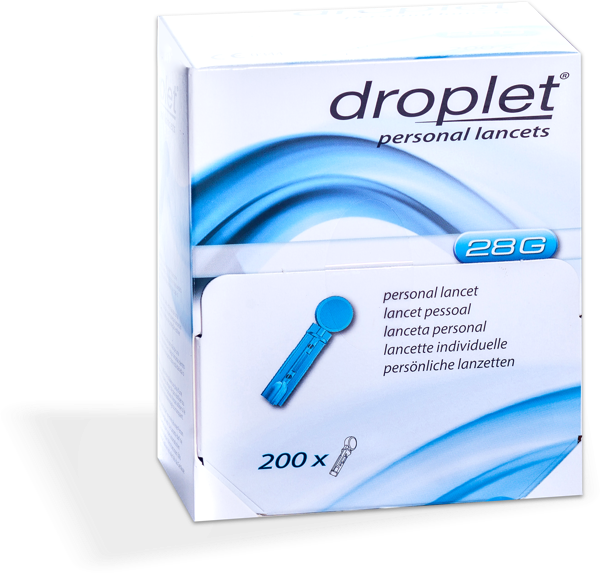 droplet®
personal lancets
28G
personal lancet
lancet pessoal
lanceta personal
lancette individuelle
persönliche lanzetten
200 x